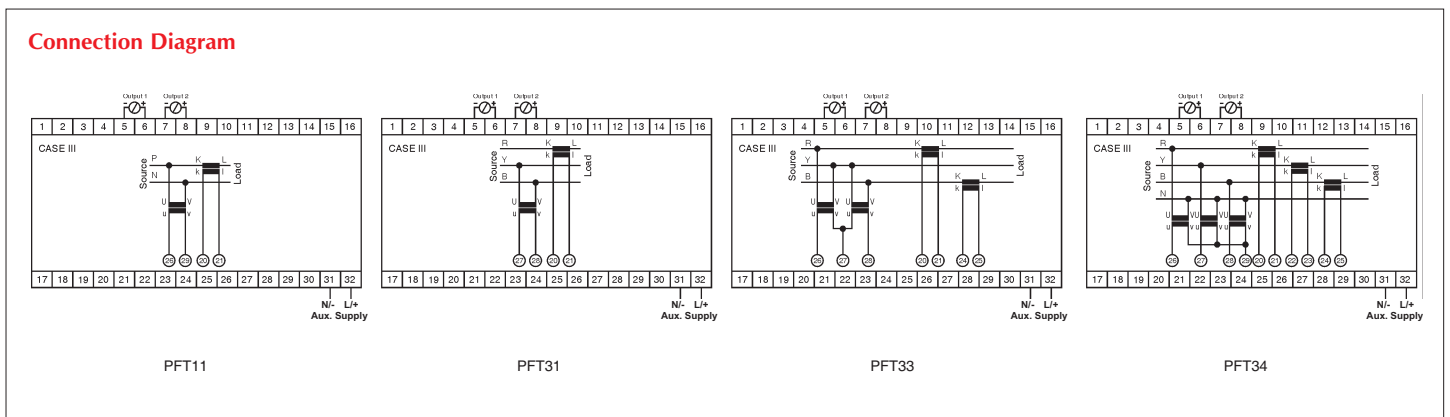 Connection Diagram
Output 1 Output 2
- + - +
1 2 3 4 5 6 7 8 9 10 11 12 13 14 15 16
CASE III
P K L
k l
N
Source
Load
U V
u v
26 29 20 21
17 18 19 20 21 22 23 24 25 26 27 28 29 30 31 32
N/- L/+
Aux. Supply
PFT11
Output 1 Output 2
- + - +
1 2 3 4 5 6 7 8 9 10 11 12 13 14 15 16
CASE III
R K L
Y k l
B
Source
Load
U V
u v
27 28 20 21
17 18 19 20 21 22 23 24 25 26 27 28 29 30 31 32
N/- L/+
Aux. Supply
PFT31
Output 1 Output 2
- + - +
1 2 3 4 5 6 7 8 9 10 11 12 13 14 15 16
CASE III
R K L
Y k l
B K L
k l
Source
Load
U V U V
u v u v
26 27 28 20 21 24 25
17 18 19 20 21 22 23 24 25 26 27 28 29 30 31 32
N/- L/+
Aux. Supply
PFT33
Output 1 Output 2
- + - +
1 2 3 4 5 6 7 8 9 10 11 12 13 14 15 16
CASE III
R K L
k l
Y K L
k l
B K L
k l
N
Source
Load
U V U V U V
u v u v u v
26 27 28 29 20 21 22 23 24 25
17 18 19 20 21 22 23 24 25 26 27 28 29 30 31 32
N/- L/+
Aux. Supply
PFT34